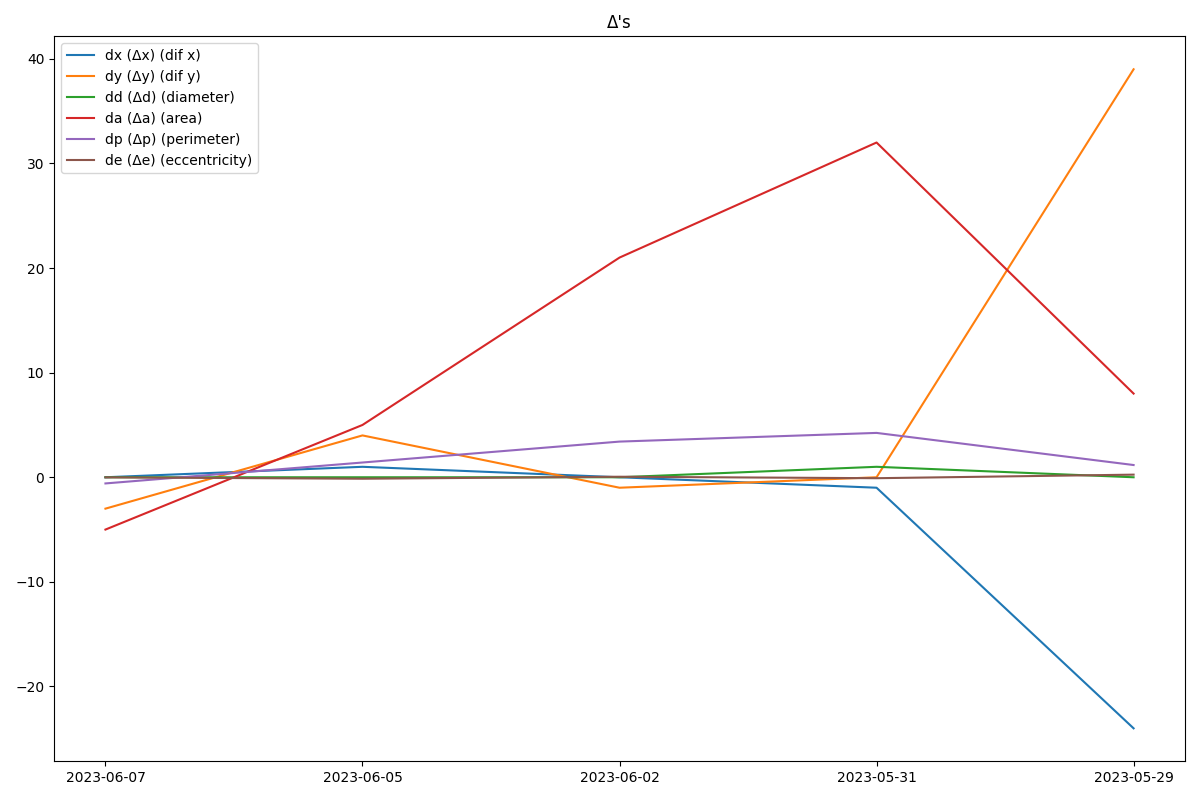 Δ's
dx (Δx) (dif x)
dy (Δy) (dif y)
dd (Δd) (diameter)
da (Δa) (area)
dp (Δp) (perimeter)
de (Δe) (eccentricity)
40
30
20
10
0
−10
−20
2023-06-07 2023-06-05 2023-06-02 2023-05-31 2023-05-29